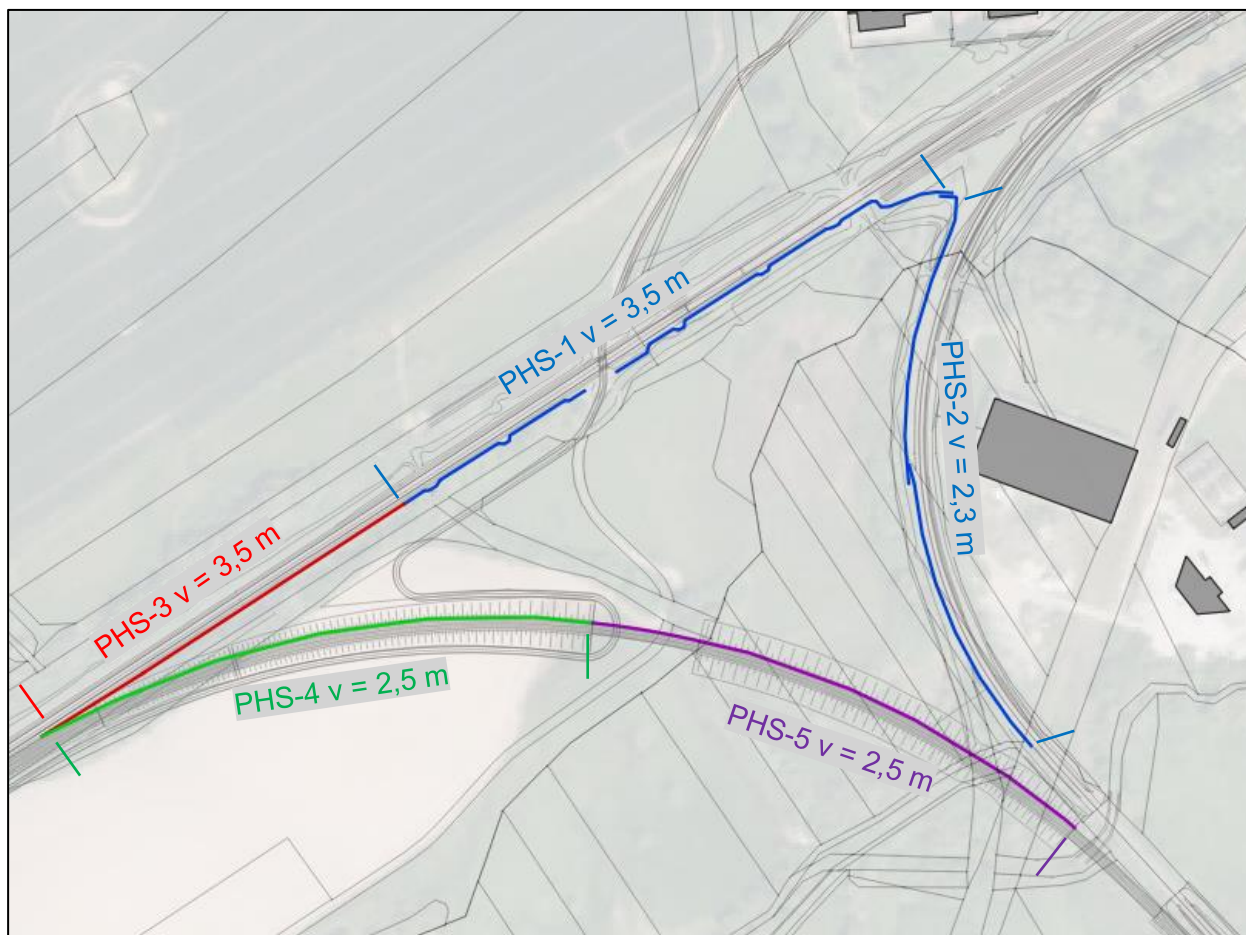 PHS-1 v = 3,5 m
PHS-2 v = 2,3 m
PHS-3 v = 3,5 m
PHS-4 v = 2,5 m
PHS-5 v = 2,5 m